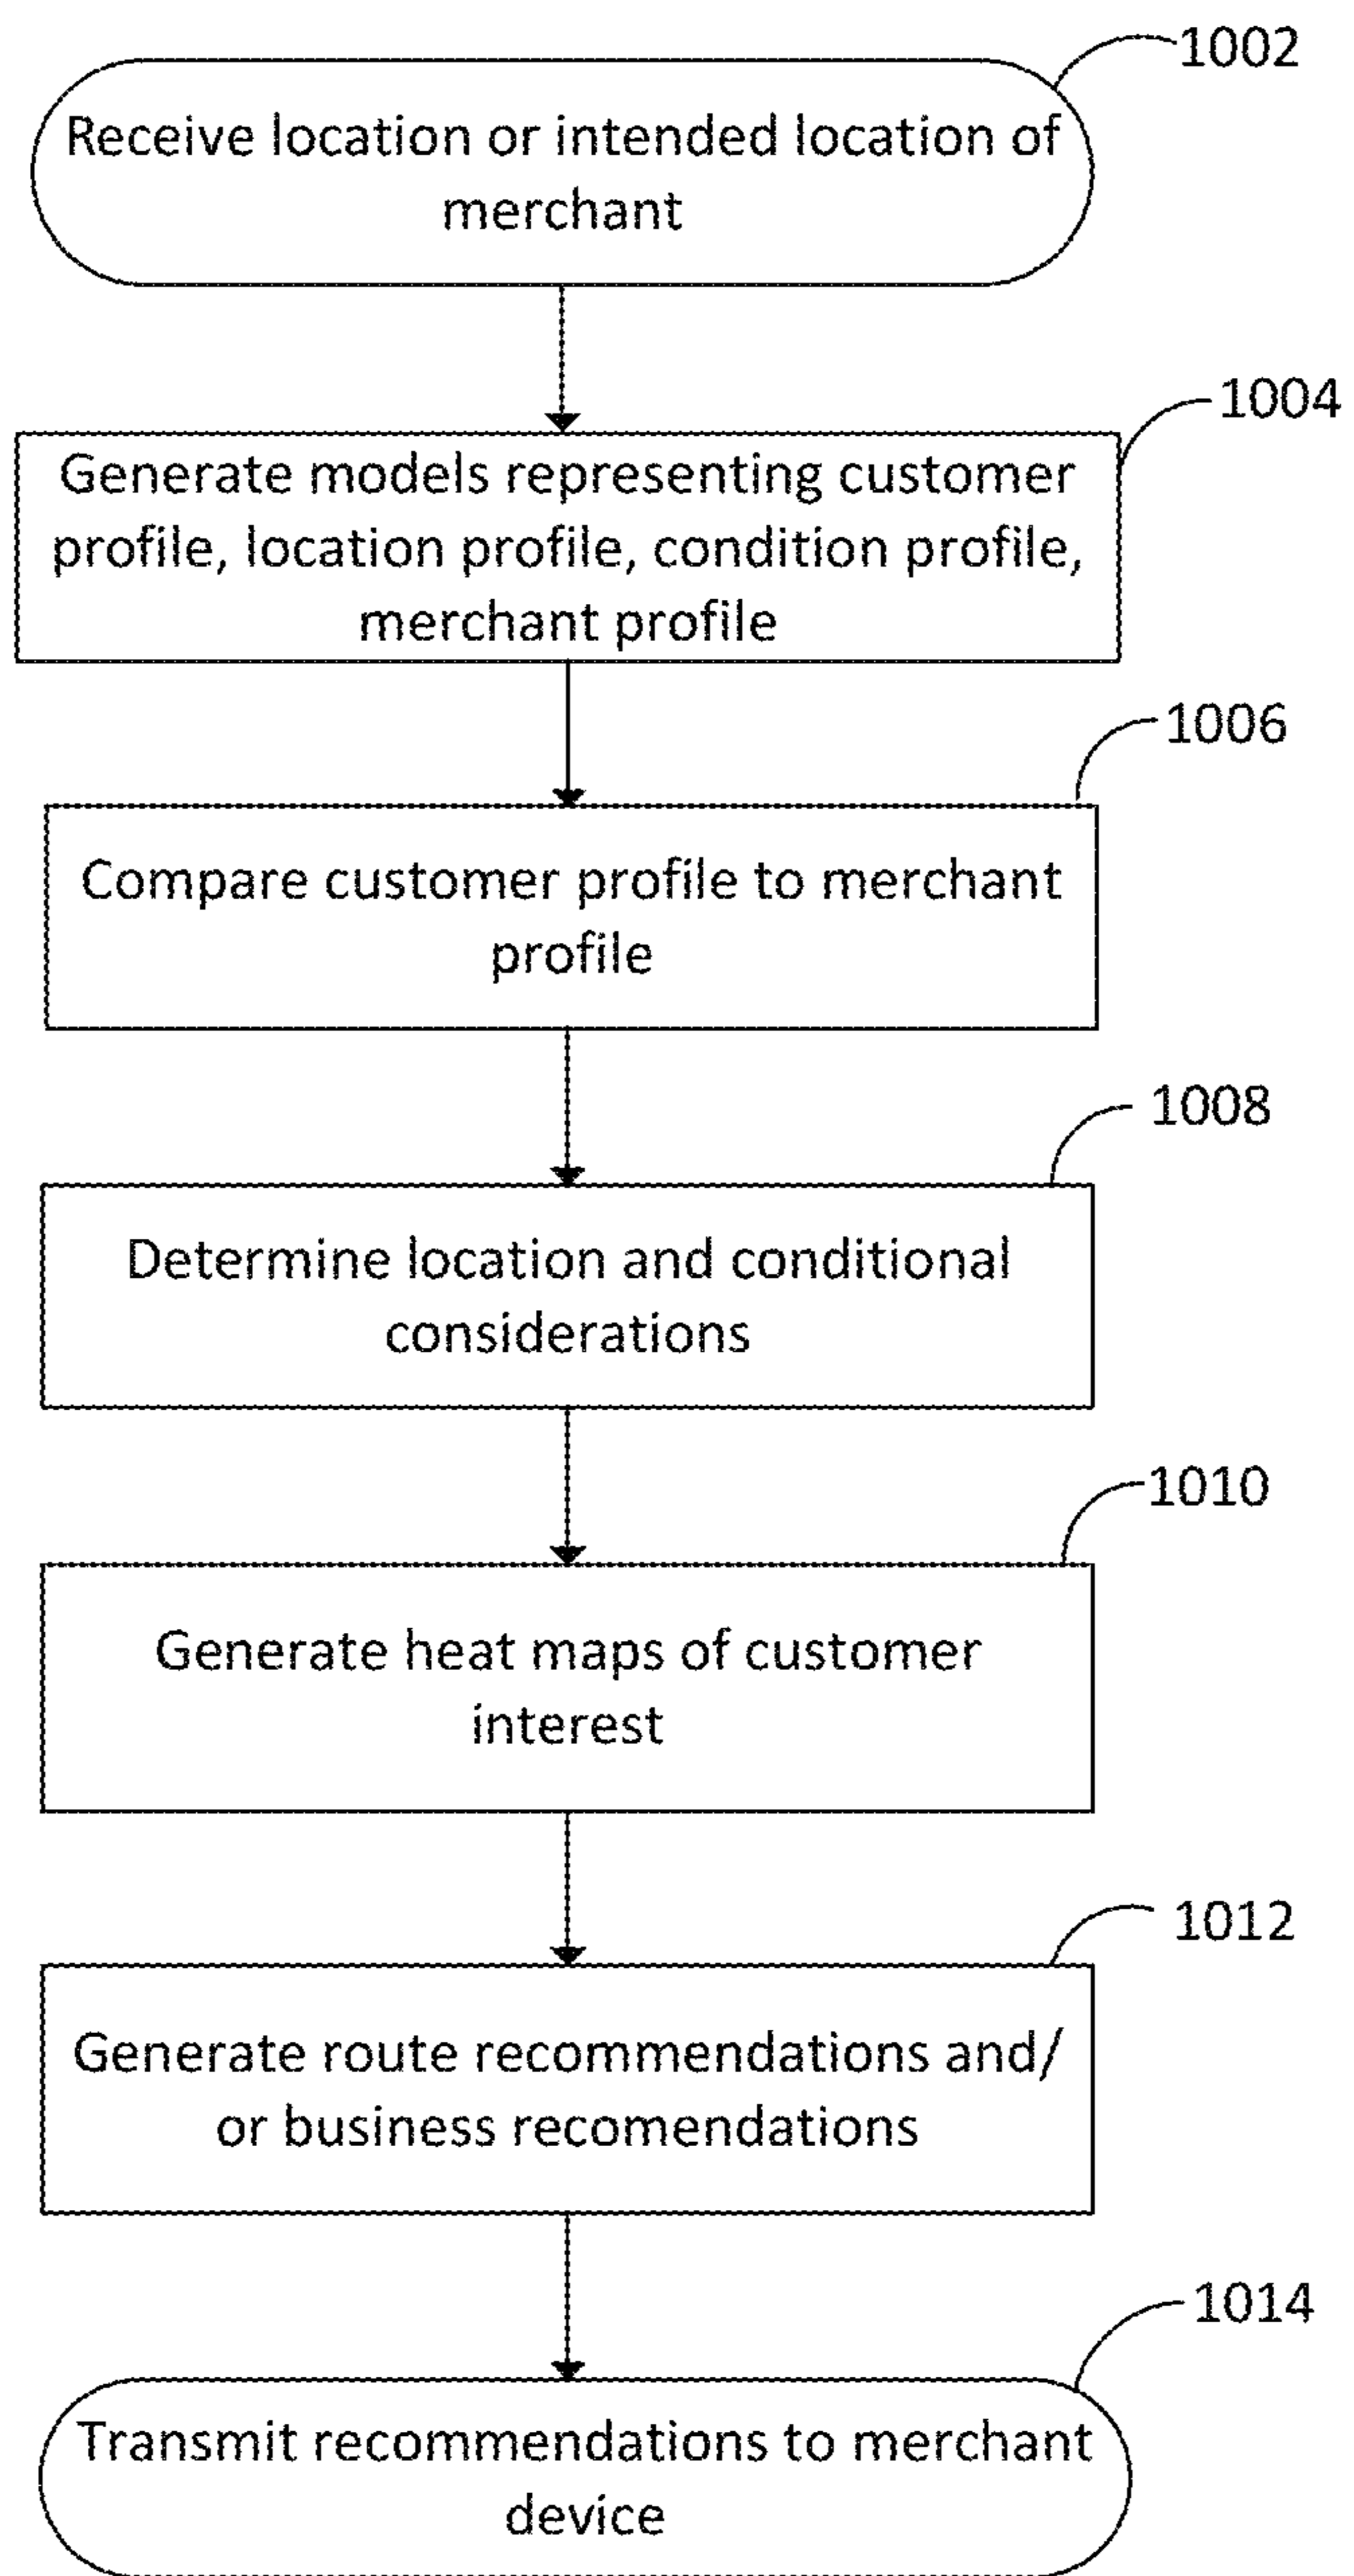 1002
Receive location or intended location of
merchant
1004
Generate models representing customer
profile, location profile, condition profile,
merchant profile
1006
Compare customer profile to merchant
profile
1008
Determine location and conditional
considerations
1010
Generate heat maps of customer
interest
1012
Generate route recommendations and/
or business recomendations
1014
Transmit recommendations to merchant
device